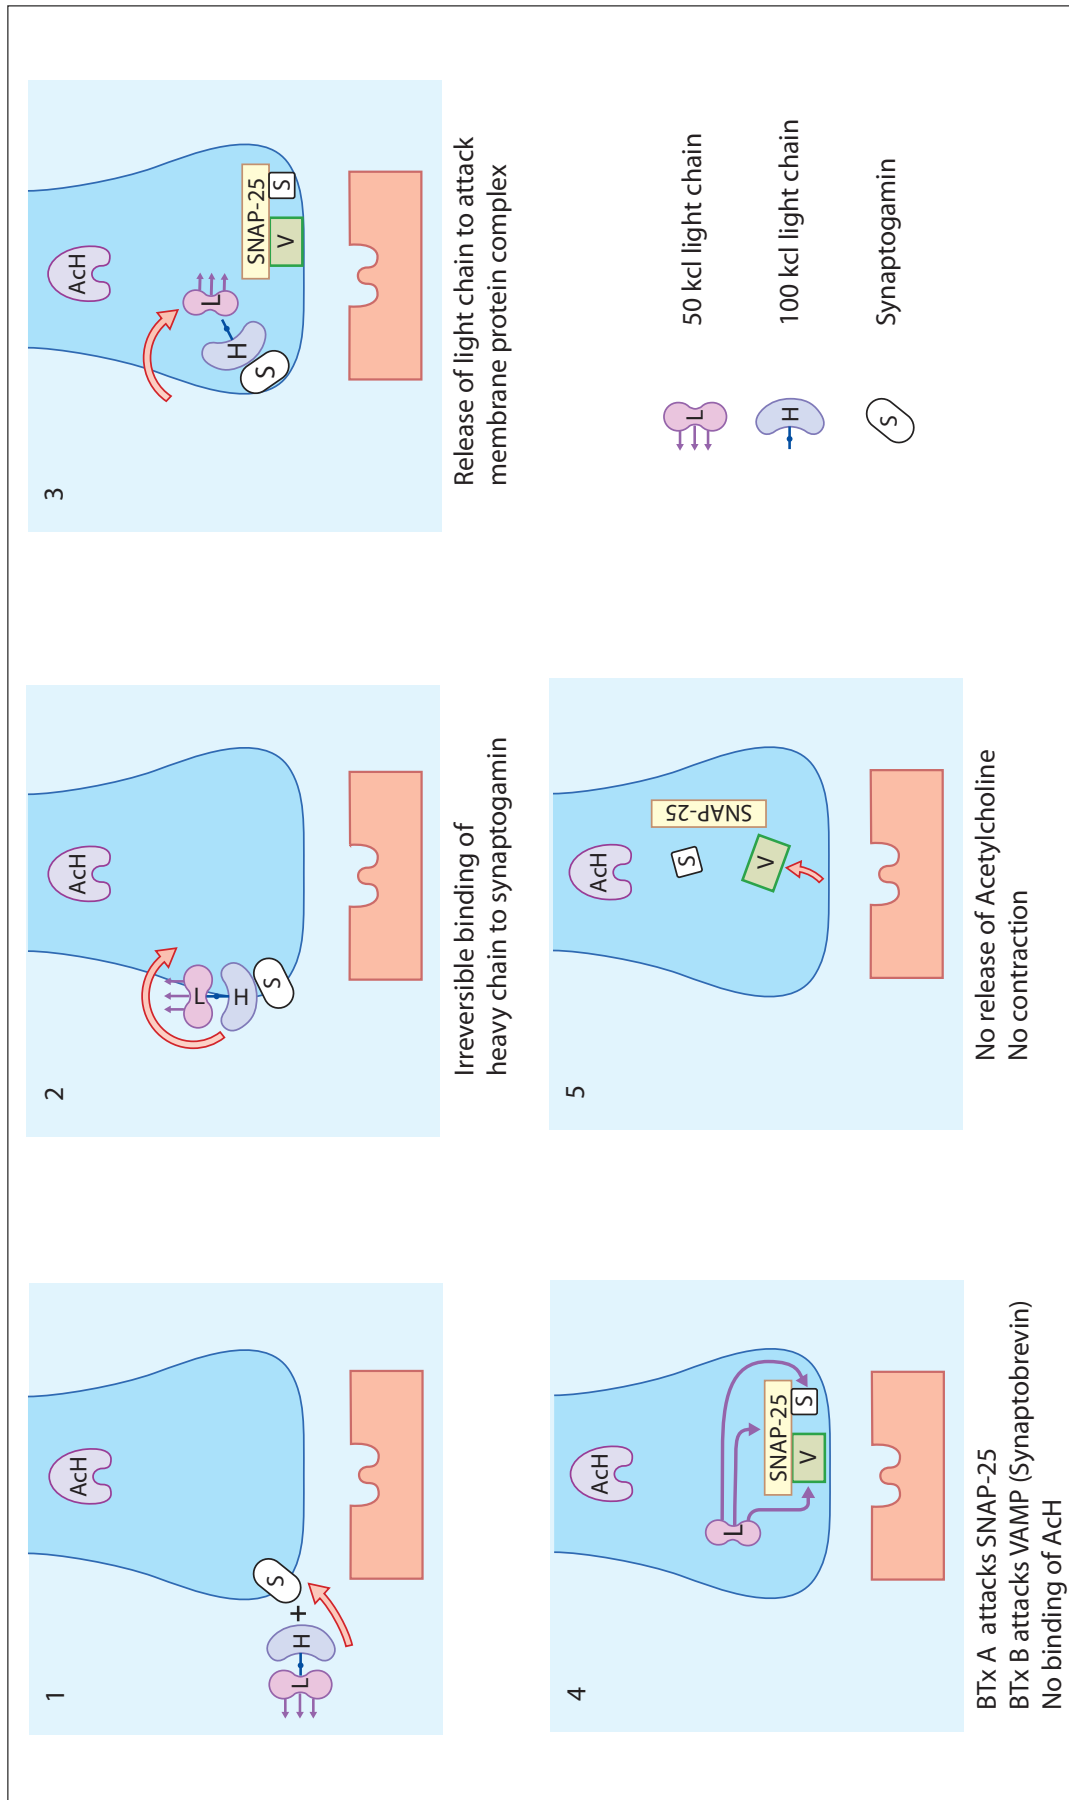 1
AcH
S
+
H
L
2
AcH
L
H
S
Irreversible binding of
heavy chain to synaptogamin
3
AcH
L
H
S
SNAP-25
V
S
Release of light chain to attack
membrane protein complex
4
AcH
L
SNAP-25
V
S
BTx A attacks SNAP-25
BTx B attacks VAMP (Synaptobrevin)
No binding of AcH
5
AcH
S
SNAP-25
V
No release of Acetylcholine
No contraction
L
50 kcl light chain
H
100 kcl light chain
S
Synaptogamin